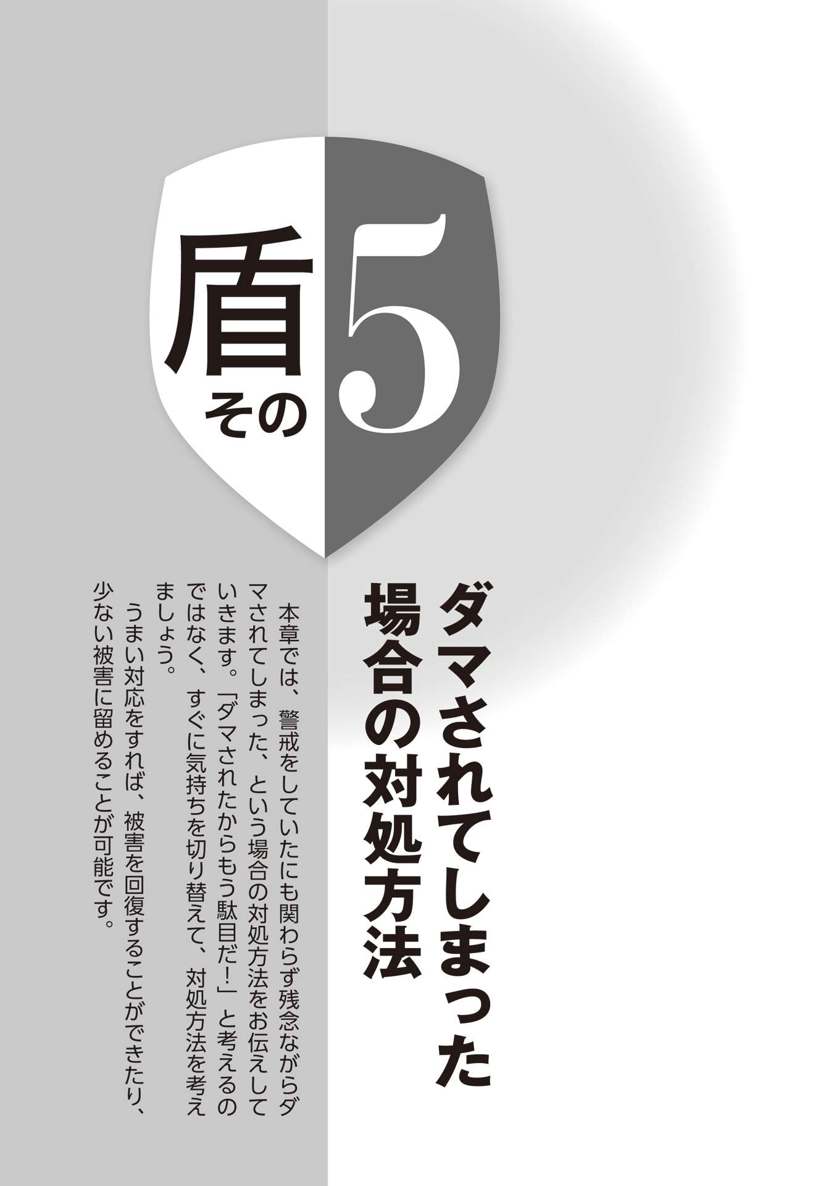 盾
その
5
ダマされてしまった
場合の対処方法
本章では、警戒をしていたにも関わらず残念ながらダ
マされてしまった、という場合の対処方法をお伝えして
いきます。「ダマされたからもう駄目だ！」と考えるの
ではなく、すぐに気持ちを切り替えて、対処方法を考え
ましょう。
うまい対応をすれば、被害を回復することができたり、
少ない被害に留めることが可能です。